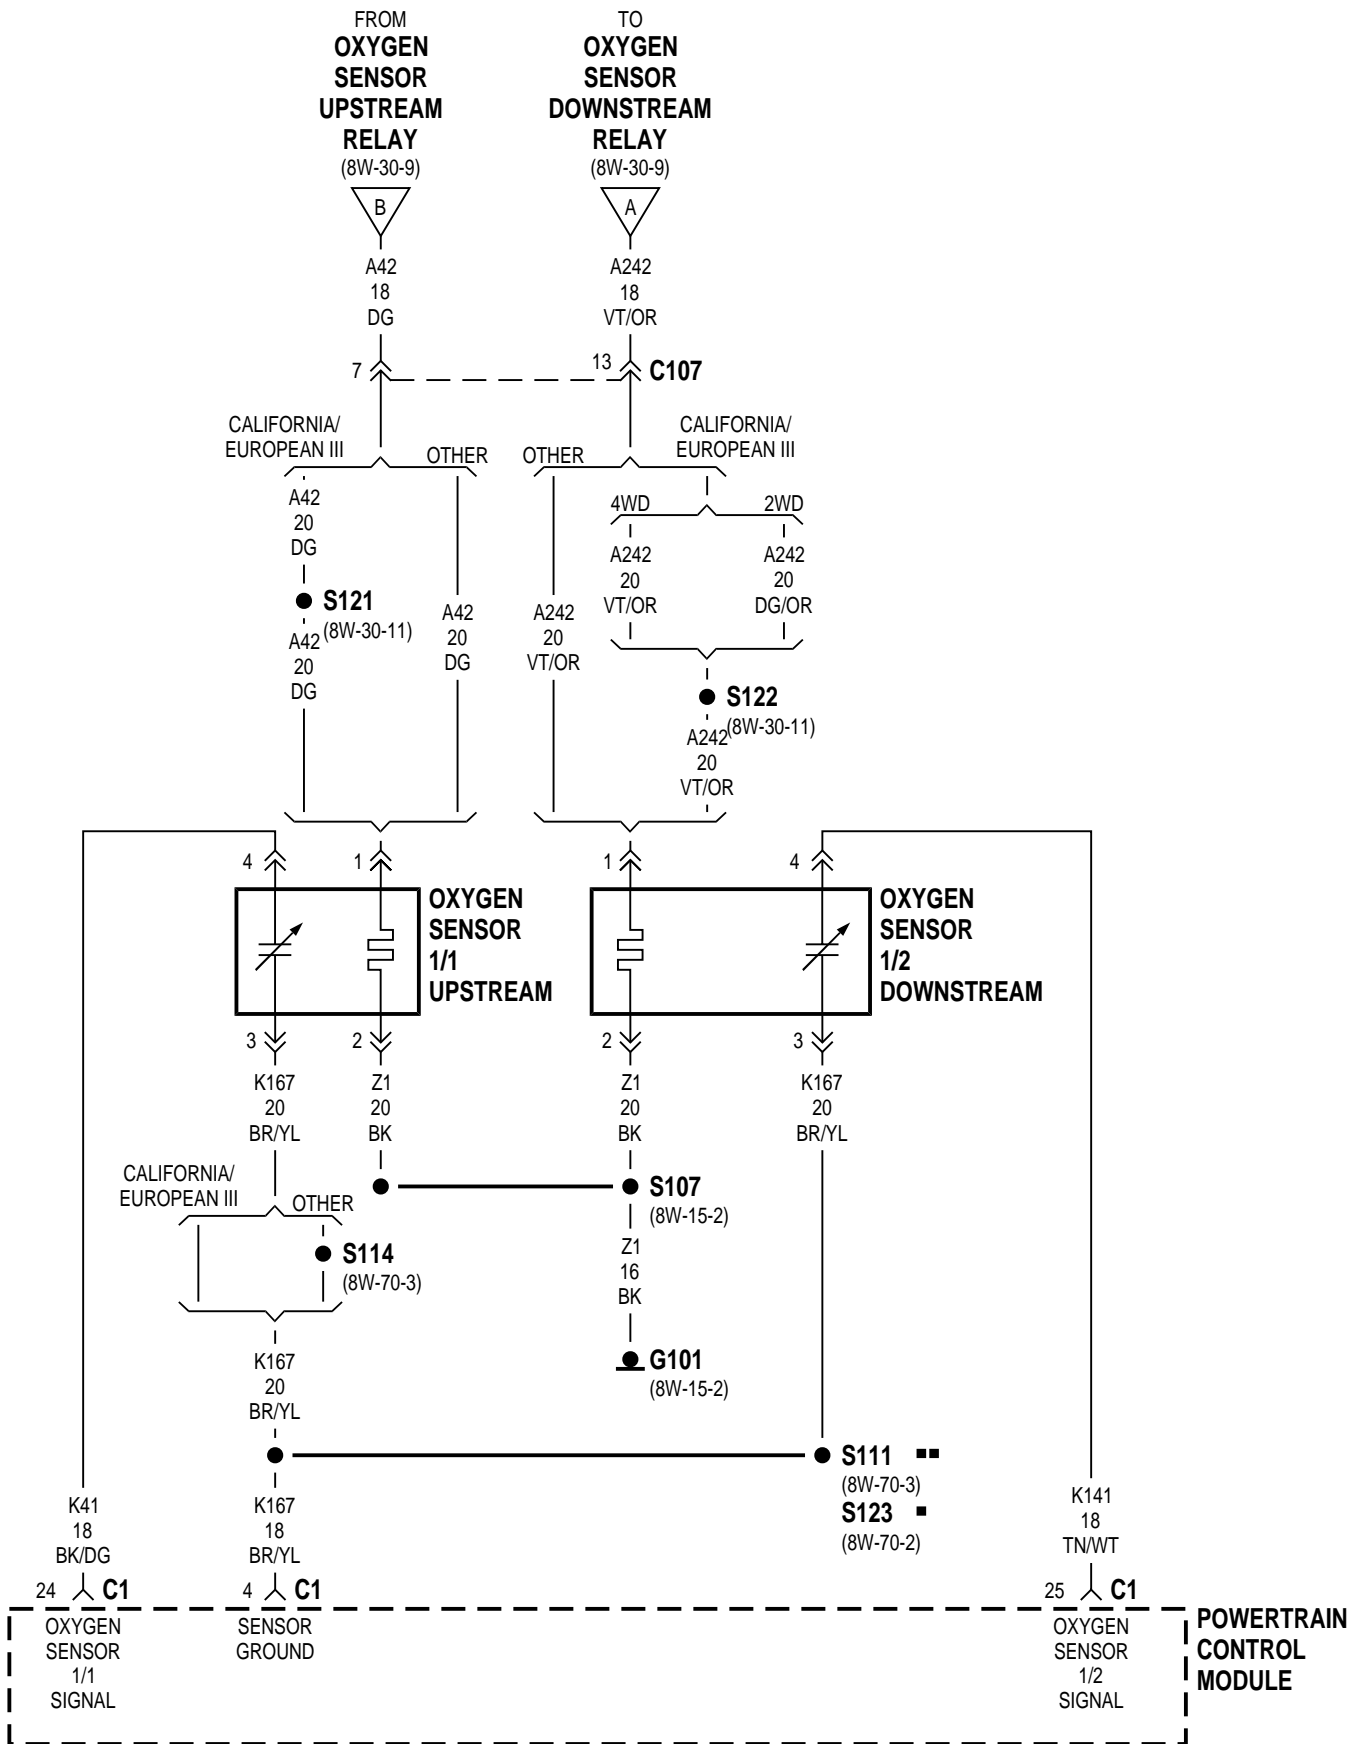 FROM
OXYGEN
SENSOR
UPSTREAM
RELAY
(8W-30-9)
B
TO
OXYGEN
SENSOR
DOWNSTREAM
RELAY
(8W-30-9)
A
A42
18
DG
A242
18
VT/OR
7
13
C107
CALIFORNIA/
EUROPEAN III
OTHER
OTHER
CALIFORNIA/
EUROPEAN III
4WD
2WD
A42
20
DG
S121
(8W-30-11)
A42
20
DG
A42
20
DG
A242
20
VT/OR
A242
20
VT/OR
A242
20
DG/OR
S122
(8W-30-11)
A242
20
VT/OR
4
1
1
4
OXYGEN
SENSOR
1/1
UPSTREAM
OXYGEN
SENSOR
1/2
DOWNSTREAM
3
2
2
3
K167
20
BR/YL
Z1
20
BK
Z1
20
BK
K167
20
BR/YL
CALIFORNIA/
EUROPEAN III
OTHER
S107
(8W-15-2)
S114
(8W-70-3)
Z1
16
BK
G101
(8W-15-2)
K167
20
BR/YL
S111
(8W-70-3)
S123
(8W-70-2)
K41
18
BK/DG
K167
18
BR/YL
K141
18
TN/WT
24
C1
4
C1
25
C1
OXYGEN
SENSOR
1/1
SIGNAL
SENSOR
GROUND
OXYGEN
SENSOR
1/2
SIGNAL
POWERTRAIN
CONTROL
MODULE